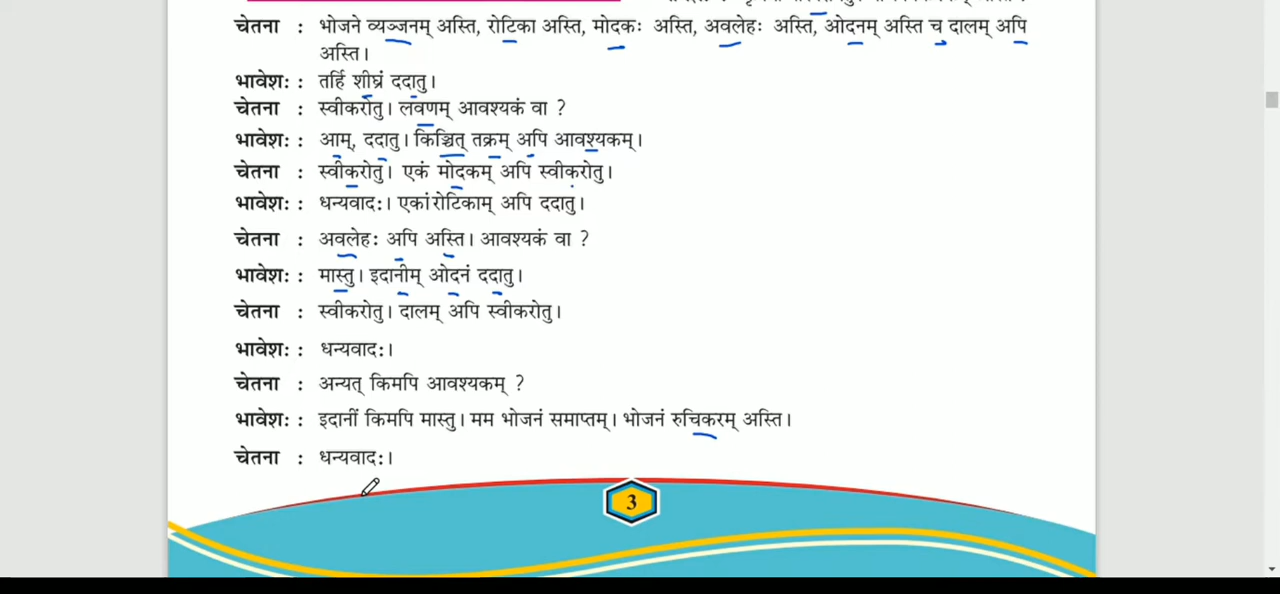 चेतना : भोजने व्यञ्जनम् अस्ति, रोटिका अस्ति, मोदकः अस्ति, अवलेहः अस्ति, ओदनम् अस्ति च दालम् अपि
अस्ति।
भावेशः : तर्हि शीघ्रं ददातु।
चेतना : स्वीकरोतु। लवणम् आवश्यकं वा ?
भावेशः : आम्, ददातु। किञ्चित् तक्रम् अपि आवश्यकम्।
चेतना : स्वीकरोतु। एकं मोदकम् अपि स्वीकरोतु।
भावेशः : धन्यवादः। एकां रोटिकाम् अपि ददातु।
चेतना : अवलेहः अपि अस्ति। आवश्यकं वा ?
भावेशः : मास्तु। इदानीम् ओदनं ददातु।
चेतना : स्वीकरोतु। दालम् अपि स्वीकरोतु।
भावेशः : धन्यवादः।
चेतना : अन्यत् किमपि आवश्यकम् ?
भावेशः : इदानीं किमपि मास्तु। मम भोजनं समाप्तम्। भोजनं रुचिकरम् अस्ति।
चेतना : धन्यवादः।
3